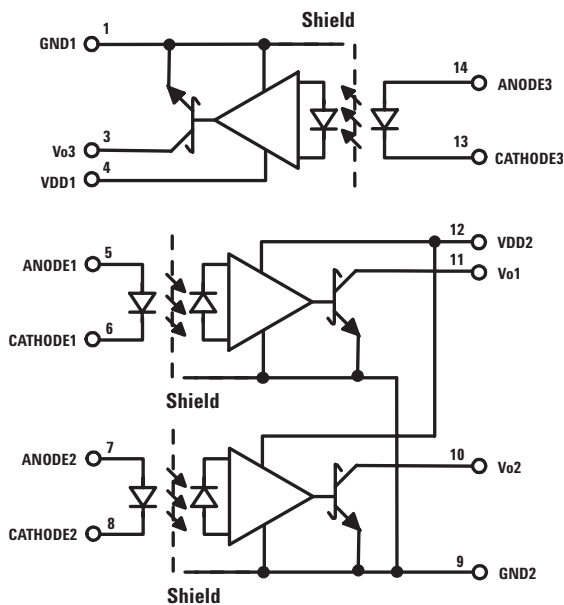 Shield
GND1 1
14 ANODE3
Vo3 3
VDD1 4
13 CATHODE3
12 VDD2
ANODE1 5
11 Vo1
CATHODE1 6
Shield
ANODE2 7
10 Vo2
CATHODE2 8
9 GND2
Shield